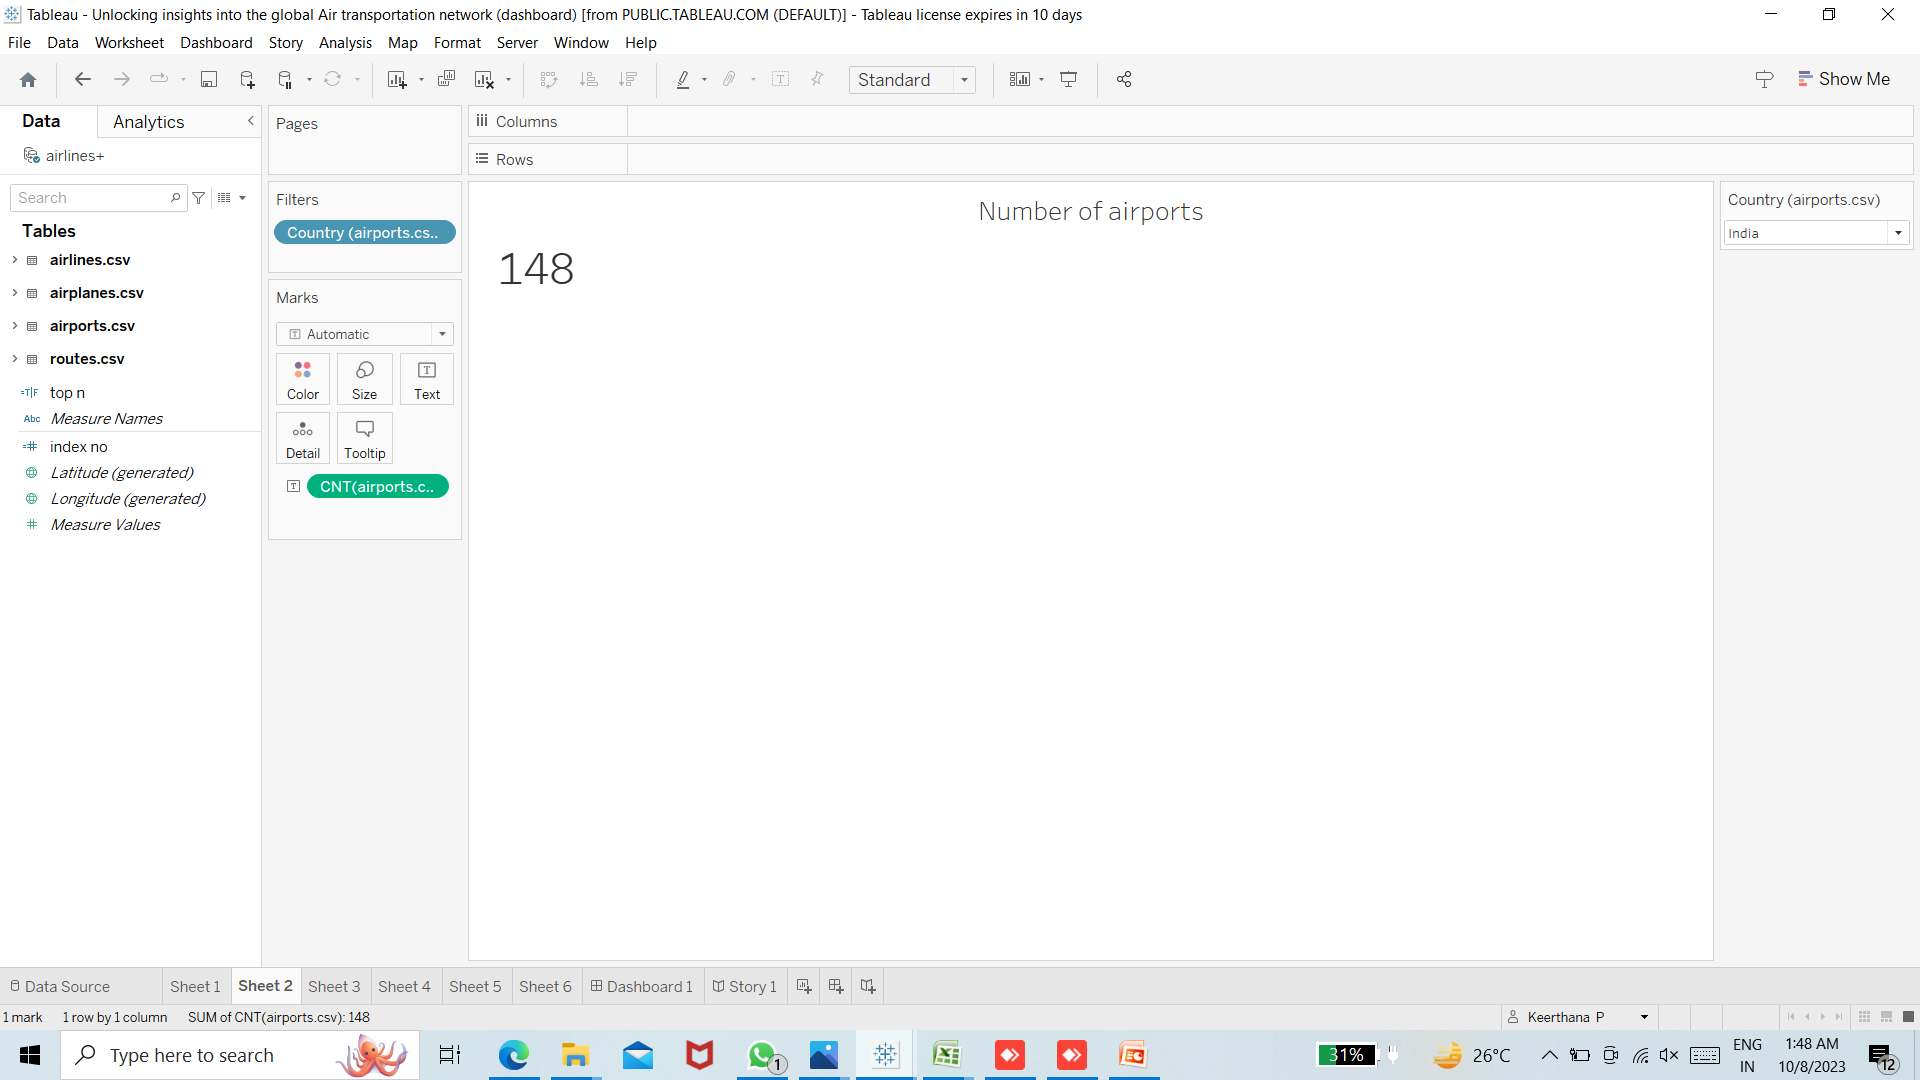 Tableau - Unlocking insights into the global Air transportation network (dashboard) [from PUBLIC.TABLEAU.COM (DEFAULT)] - Tableau license expires in 10 days
File Data Worksheet Dashboard Story Analysis Map Format Server Window Help
Standard
Show Me
Data Analytics
airlines+
Search
Tables
airlines.csv
airplanes.csv
airports.csv
routes.csv
=T|F top n
Abc Measure Names
=# index no
Latitude (generated)
Longitude (generated)
# Measure Values
Pages
Filters
Country (airports.cs..
Marks
T Automatic
Color Size Text
Detail Tooltip
T CNT(airports.c..
Columns
Rows
Number of airports
148
Country (airports.csv)
India
Data Source Sheet 1 Sheet 2 Sheet 3 Sheet 4 Sheet 5 Sheet 6 Dashboard 1 Story 1
1 mark 1 row by 1 column SUM of CNT(airports.csv): 148
Keerthana P
Type here to search
1
31%
26°C
ENG
IN
1:48 AM
10/8/2023
12